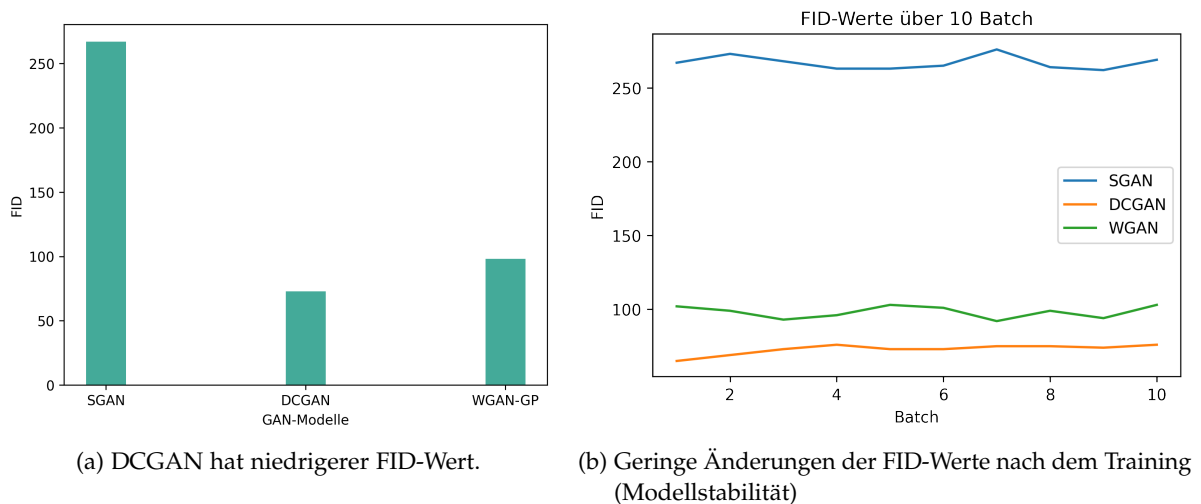 FID
250
200
150
100
50
0
SGAN
DCGAN
WGAN-GP
GAN-Modelle
(a) DCGAN hat niedrigerer FID-Wert.
FID-Werte über 10 Batch
FID
250
200
150
100
SGAN
DCGAN
WGAN
2
4
6
8
10
Batch
(b) Geringe Änderungen der FID-Werte nach dem Training
(Modellstabilität)